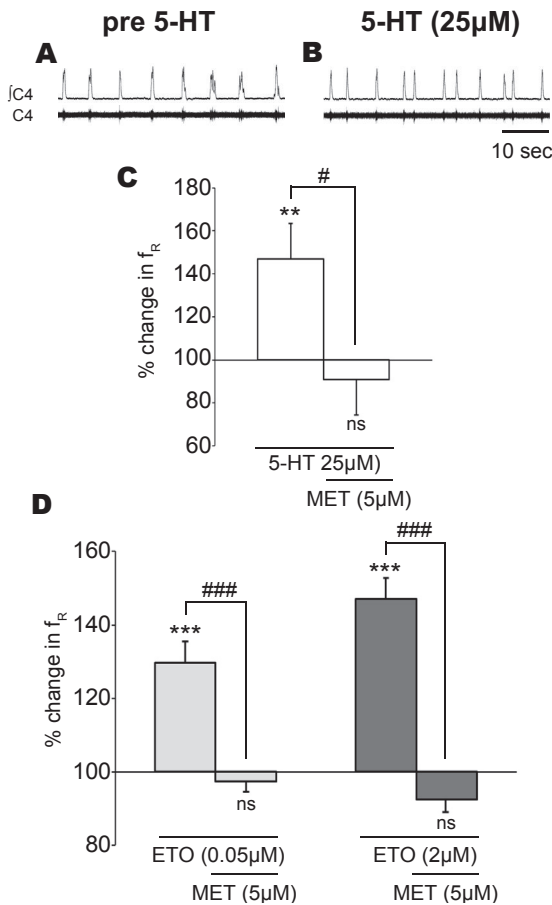 pre 5-HT
5-HT (25µM)
A
B
∫C4
C4
10 sec
C
180
160
140
120
100
80
60
% change in fR
#
**
ns
5-HT 25µM)
MET (5µM)
D
160
140
120
100
80
% change in fR
###
***
ns
###
***
ns
ETO (0.05µM)
ETO (2µM)
MET (5µM)
MET (5µM)